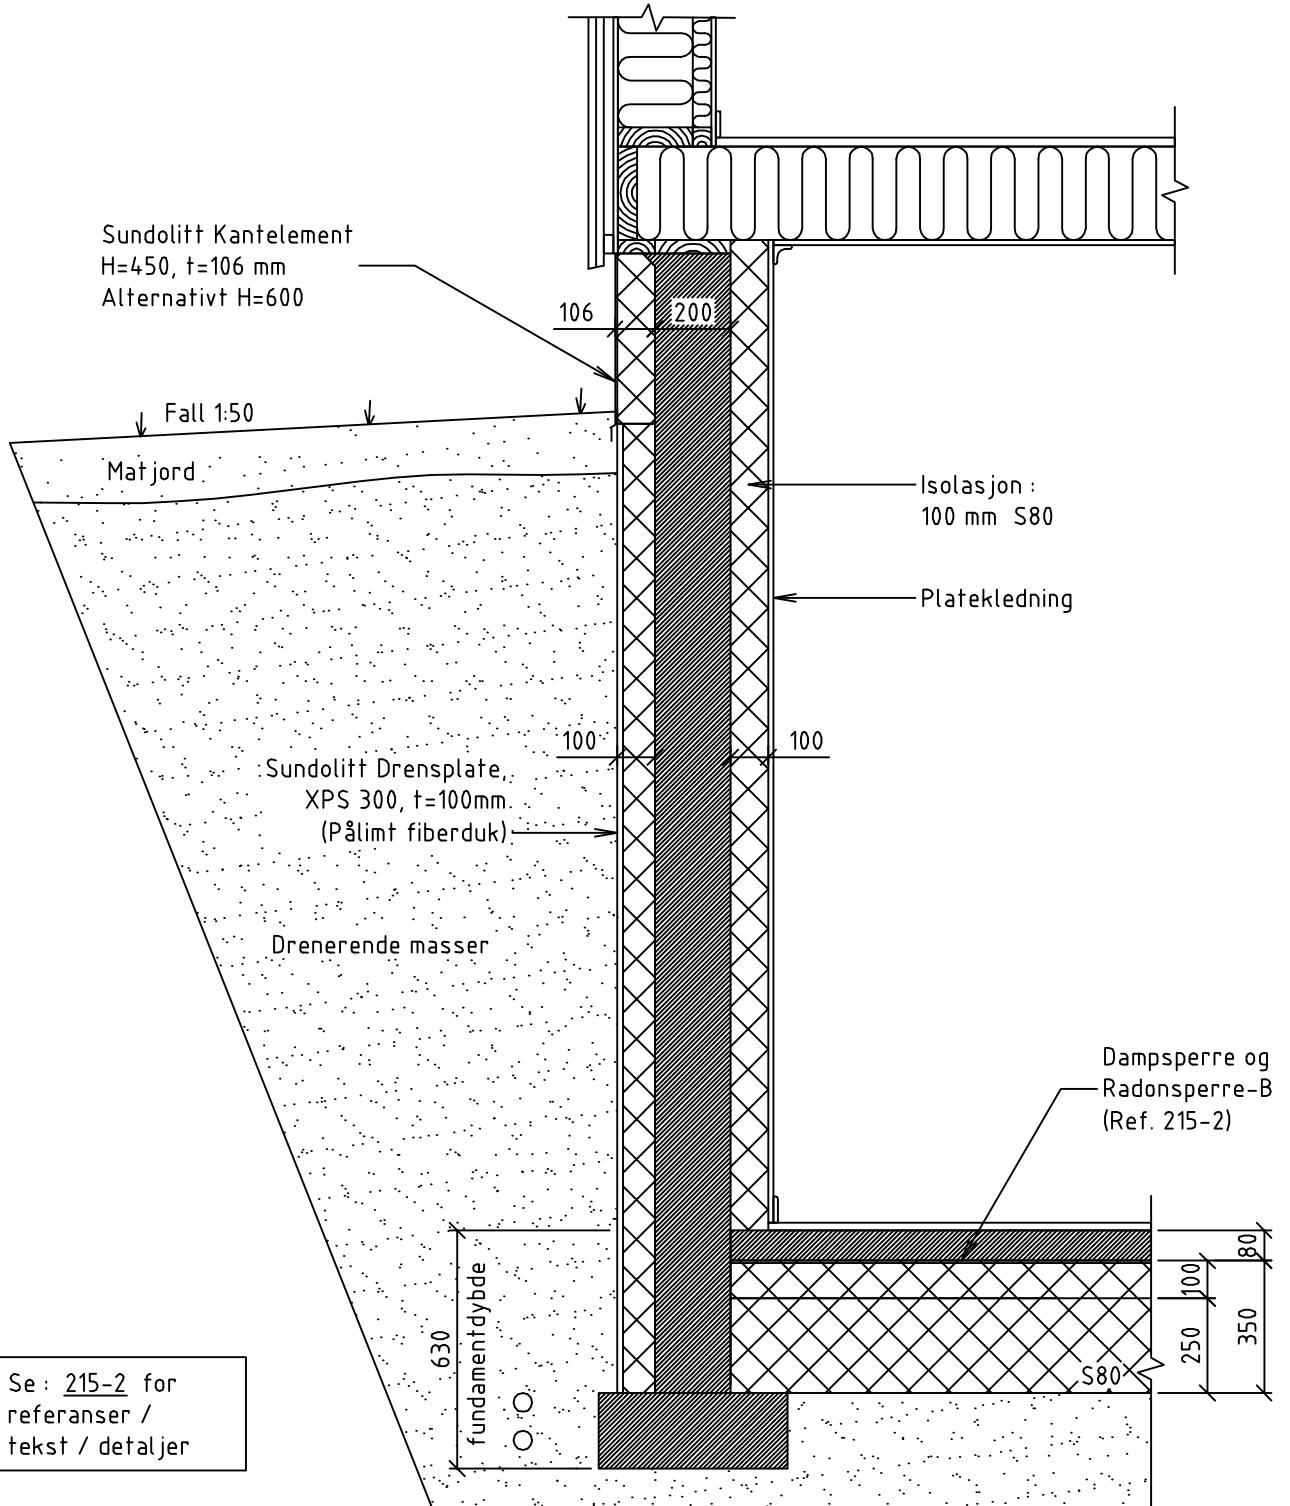 Sundolitt Kantelement
H=450, t=106 mm
Alternativt H=600
106
200
Fall 1:50
Matjord
Isolasjon :
100 mm S80
Platekledning
100
100
Sundolitt Drensplate,
XPS 300, t=100mm
(Pålimt fiberduk)
Drenerende masser
Dampsperre og
Radonsperre-B
(Ref. 215-2)
80
100
250
350
S80
630
fundamentdybde
Se : 215-2 for
referanser /
tekst / detaljer